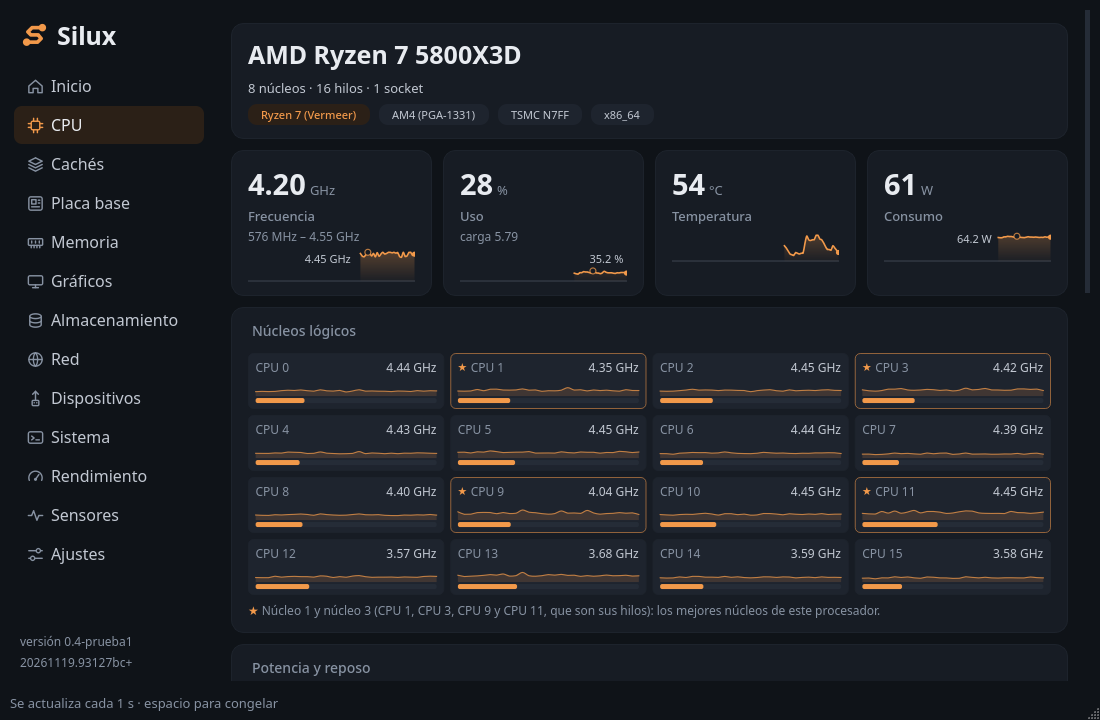 Silux
Inicio
CPU
Cachés
Placa base
Memoria
Gráficos
Almacenamiento
Red
Dispositivos
Sistema
Rendimiento
Sensores
Ajustes
versión 0.4-prueba1
20261119.93127bc+
AMD Ryzen 7 5800X3D
8 núcleos · 16 hilos · 1 socket
Ryzen 7 (Vermeer) AM4 (PGA-1331) TSMC N7FF x86_64
4.20 GHz
Frecuencia
576 MHz – 4.55 GHz
4.45 GHz
28 %
Uso
carga 5.79
35.2 %
54 °C
Temperatura
61 W
Consumo
64.2 W
Núcleos lógicos
CPU 0 4.44 GHz
★ CPU 1 4.35 GHz
CPU 2 4.45 GHz
★ CPU 3 4.42 GHz
CPU 4 4.43 GHz
CPU 5 4.45 GHz
CPU 6 4.44 GHz
CPU 7 4.39 GHz
CPU 8 4.40 GHz
★ CPU 9 4.04 GHz
CPU 10 4.45 GHz
★ CPU 11 4.45 GHz
CPU 12 3.57 GHz
CPU 13 3.68 GHz
CPU 14 3.59 GHz
CPU 15 3.58 GHz
★ Núcleo 1 y núcleo 3 (CPU 1, CPU 3, CPU 9 y CPU 11, que son sus hilos): los mejores núcleos de este procesador.
Potencia y reposo
Se actualiza cada 1 s · espacio para congelar